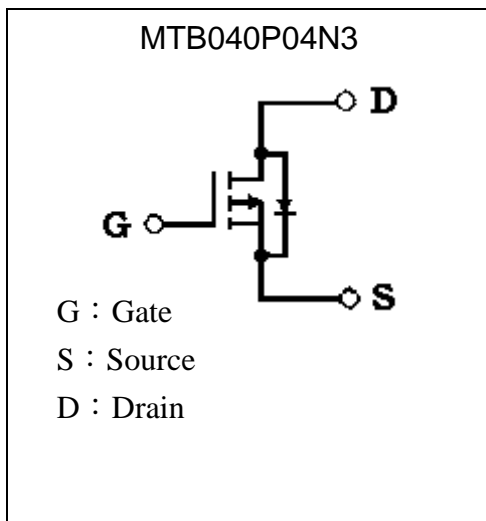 MTB040P04N3
D
G
S
G：Gate
S：Source
D：Drain